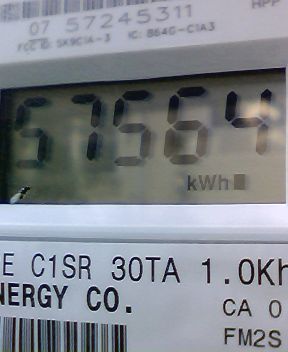 HPP
07 57245311
FCC ID: SK9C1A-3 IC: 864G-C1A3
57564
kWh
E C1SR 30TA 1.0Kh
NERGY CO.
CA 0
FM2S